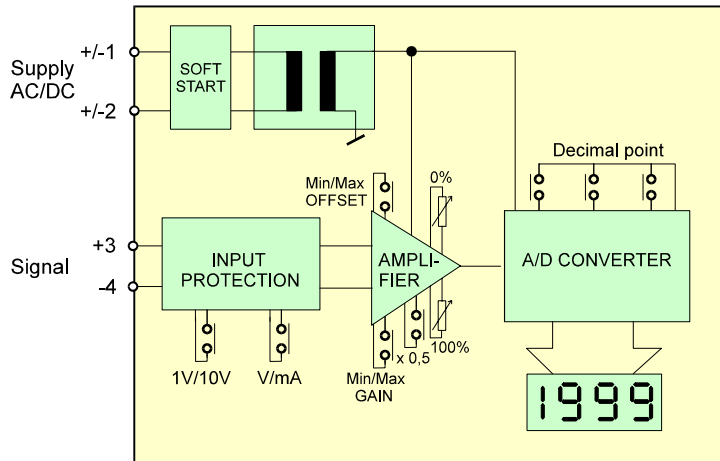 Supply
AC/DC
+/-1
+/-2
SOFT
START
Decimal point
Min/Max
OFFSET
0%
Signal
+3
-4
INPUT
PROTECTION
AMPLI-
FIER
A/D CONVERTER
1V/10V
V/mA
Min/Max
GAIN
x 0,5
100%
1999